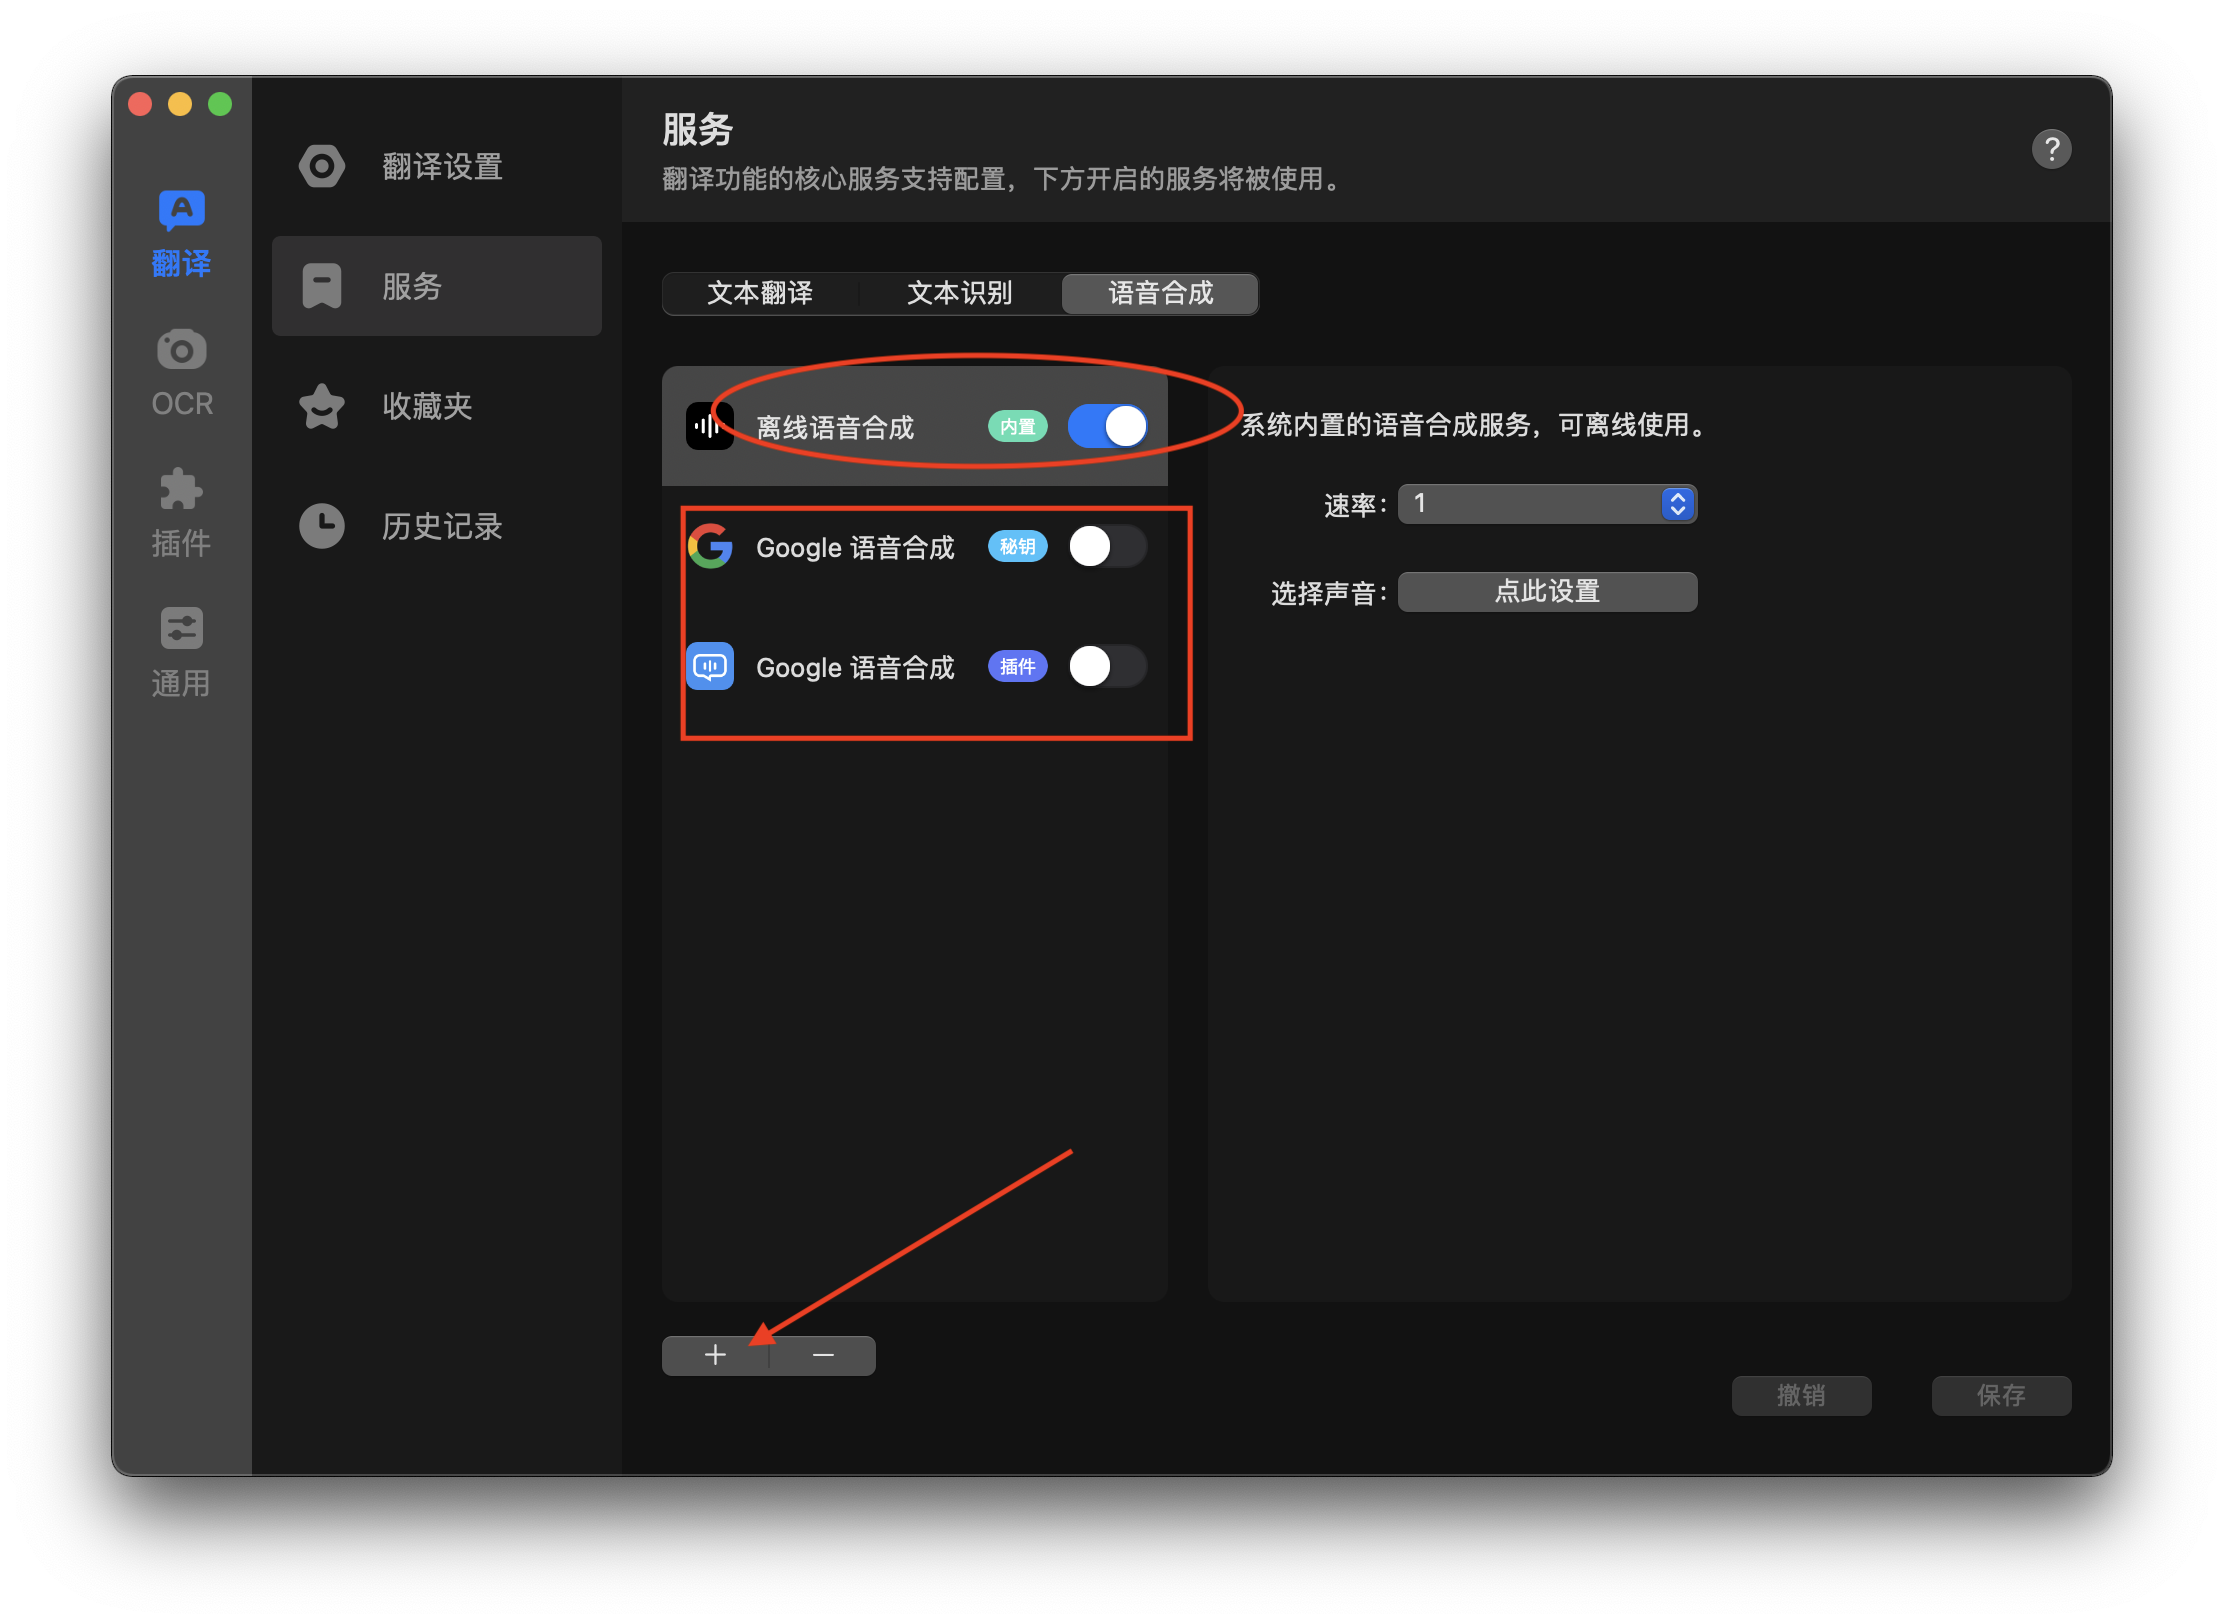 翻译
OCR
插件
通用
翻译设置
服务
收藏夹
历史记录
服务
翻译功能的核心服务支持配置，下方开启的服务将被使用。
?
文本翻译 文本识别 语音合成
离线语音合成 内置
Google 语音合成 秘钥
Google 语音合成 插件
系统内置的语音合成服务，可离线使用。
速率： 1
选择声音： 点此设置
+ −
撤销 保存